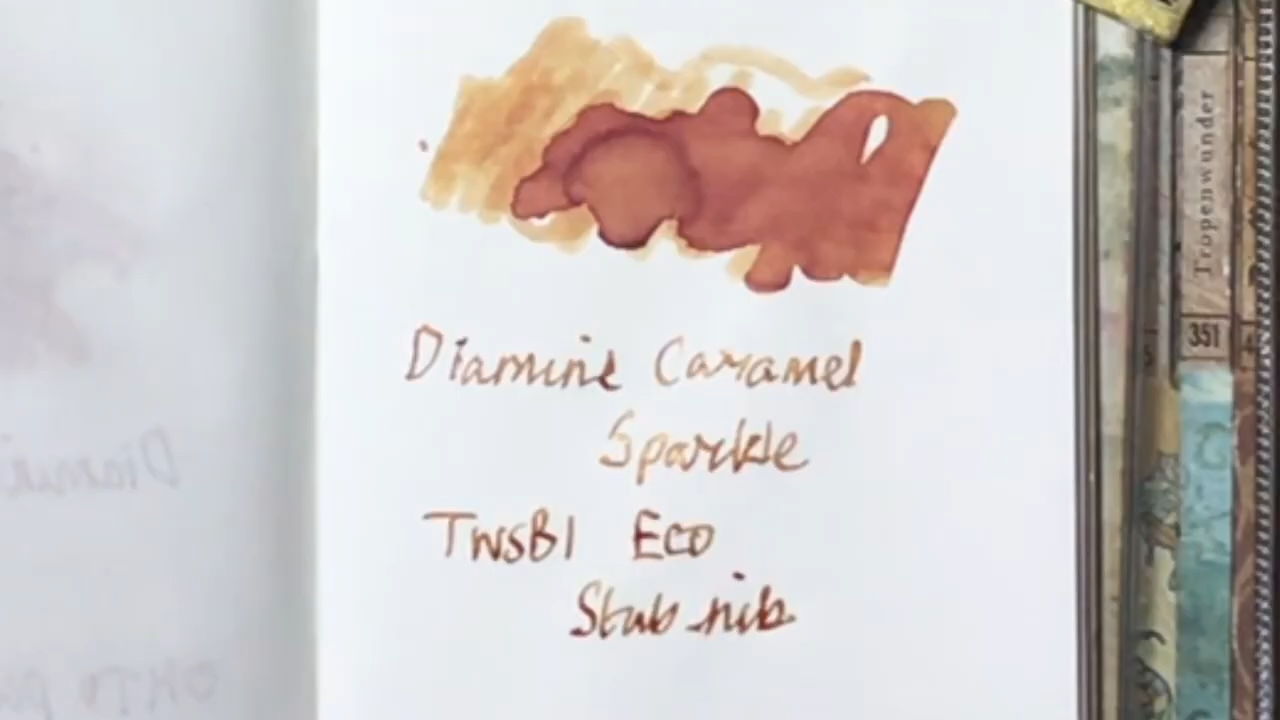 Diamine Caramel
Sparkle
TWSBI Eco
Stub nib
Tropenwunder
351